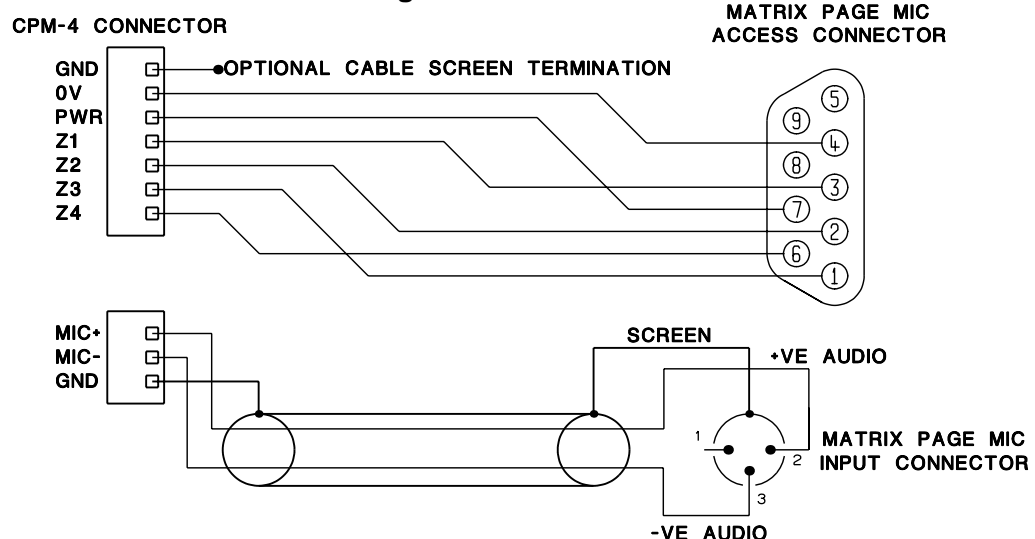 CPM-4 CONNECTOR
MATRIX PAGE MIC
ACCESS CONNECTOR
GND
OPTIONAL CABLE SCREEN TERMINATION
0V
PWR
Z1
Z2
Z3
Z4
5
9
4
8
3
7
2
6
1
MIC+
MIC-
GND
SCREEN
+VE AUDIO
1
2
3
MATRIX PAGE MIC
INPUT CONNECTOR
-VE AUDIO